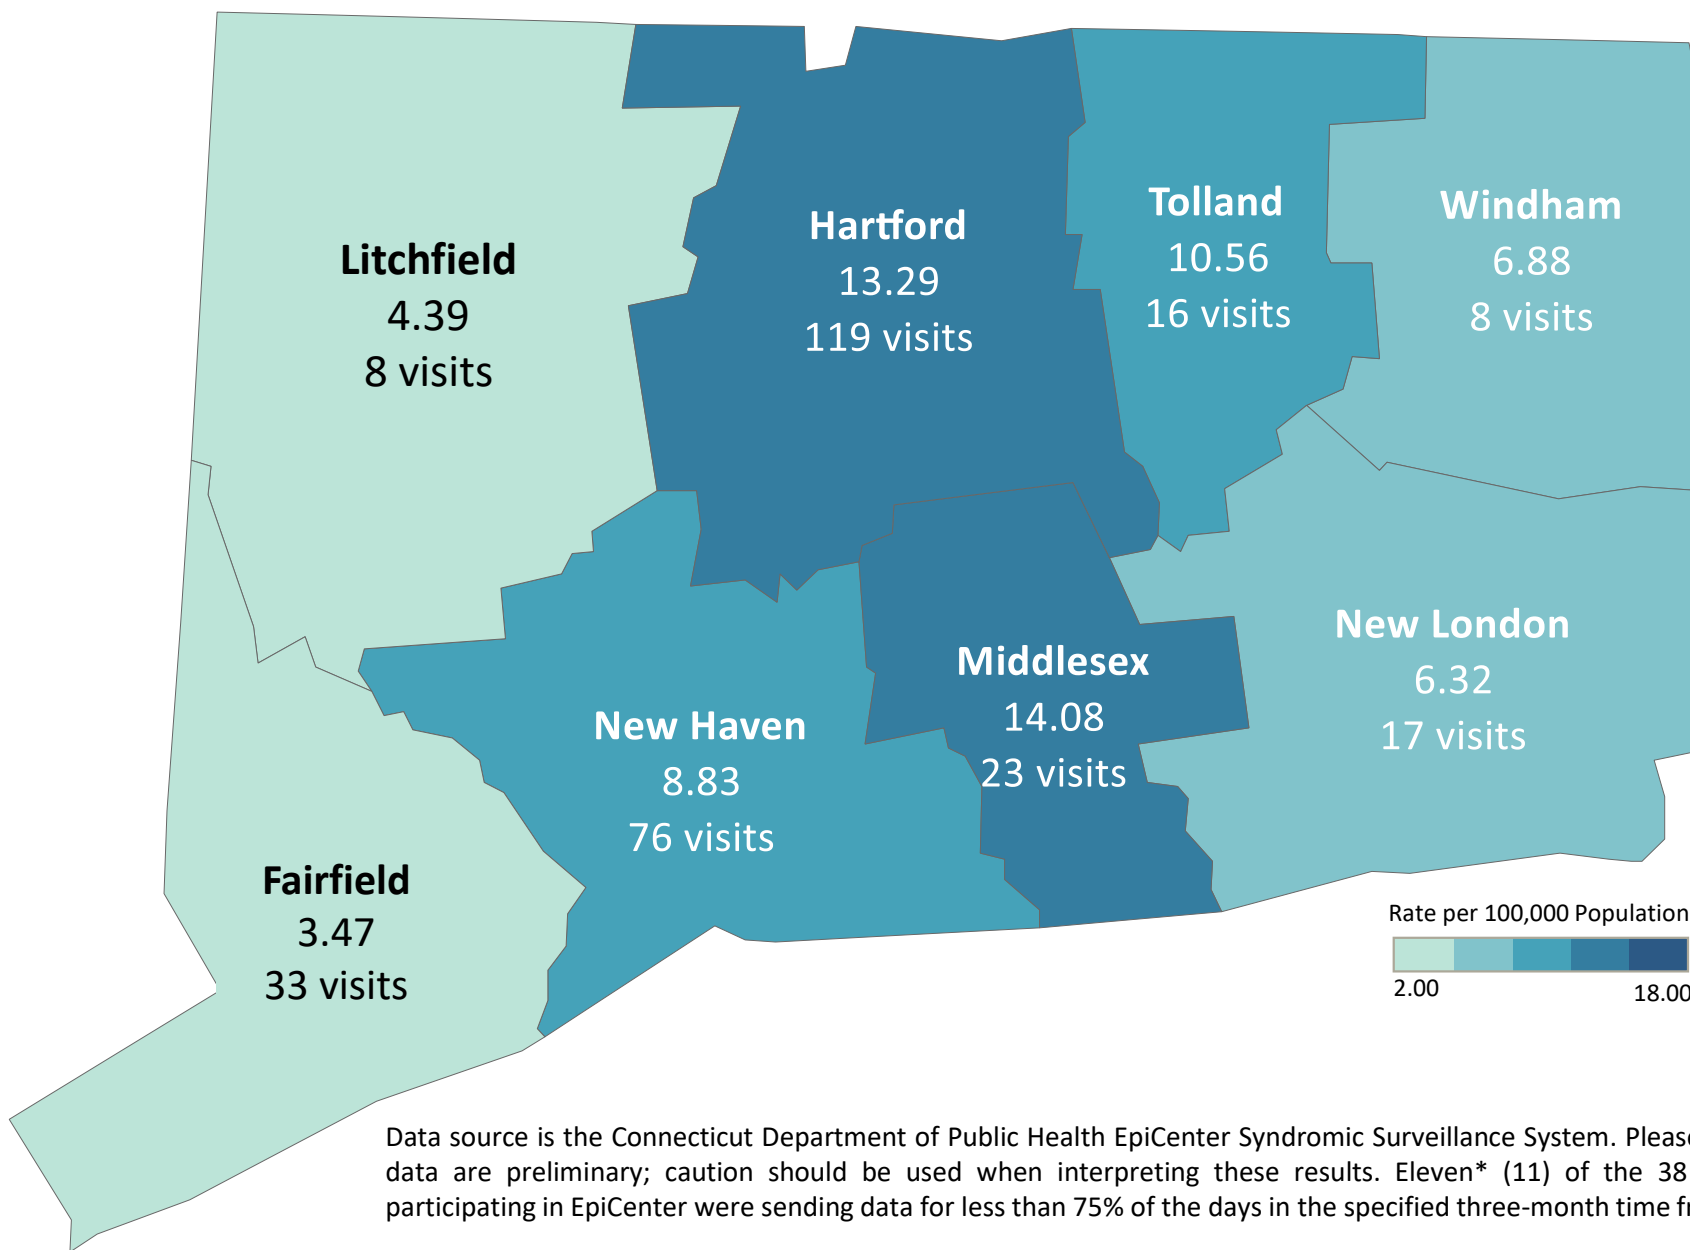 Litchfield
4.39
8 visits
Hartford
13.29
119 visits
Tolland
10.56
16 visits
Windham
6.88
8 visits
Fairfield
3.47
33 visits
New Haven
8.83
76 visits
Middlesex
14.08
23 visits
New London
6.32
17 visits
Rate per 100,000 Population
2.00
18.00
Data source is the Connecticut Department of Public Health EpiCenter Syndromic Surveillance System. Please
data are preliminary; caution should be used when interpreting these results. Eleven* (11) of the 38
participating in EpiCenter were sending data for less than 75% of the days in the specified three-month time